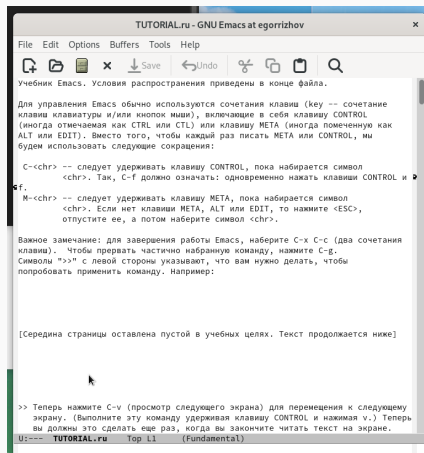 TUTORIAL.ru - GNU Emacs at egorrizhov
File Edit Options Buffers Tools Help
Save Undo
Учебник Emacs. Условия распространения приведены в конце файла.
Для управления Emacs обычно используются сочетания клавиш (key -- сочетание
клавиш клавиатуры и/или кнопок мыши), включающие в себя клавишу CONTROL
(иногда отмечаемая как CTRL или CTL) или клавишу META (иногда помеченную как
ALT или EDIT). Вместо того, чтобы каждый раз писать META или CONTROL, мы
будем использовать следующие сокращения:
C-<chr> -- следует удерживать клавишу CONTROL, пока набирается символ
<chr>. Так, C-f должно означать: одновременно нажать клавиши CONTROL и
f.
M-<chr> -- следует удерживать клавишу META, пока набирается символ
<chr>. Если нет клавиши META, ALT или EDIT, то нажмите <ESC>,
отпустите ее, а потом наберите символ <chr>.
Важное замечание: для завершения работы Emacs, наберите C-x C-c (два сочетания
клавиш). Чтобы прервать частично набранную команду, нажмите C-g.
Символы ">>" с левой стороны указывают, что вам нужно делать, чтобы
попробовать применить команду. Например:
[Середина страницы оставлена пустой в учебных целях. Текст продолжается ниже]
>> Теперь нажмите C-v (просмотр следующего экрана) для перемещения к следующему
экрану. (Выполните эту команду удерживая клавишу CONTROL и нажимая v.) Теперь
вы должны это сделать еще раз, когда вы закончите читать текст на экране.
U:--- TUTORIAL.ru Top L1 (Fundamental)